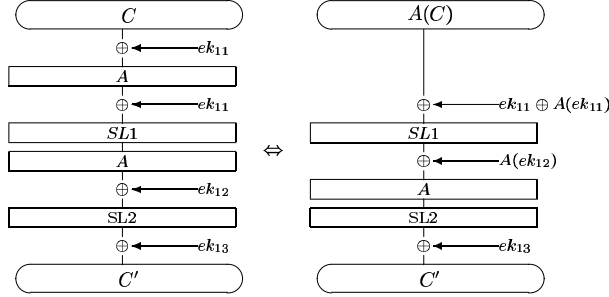 C
A(C)
⊕ ek₁₁
A
⊕ ek₁₁
⊕ ek₁₁ ⊕ A(ek₁₁)
SL1
SL1
A
⇔
⊕ A(ek₁₂)
⊕ ek₁₂
A
SL2
SL2
⊕ ek₁₃
⊕ ek₁₃
C′
C′